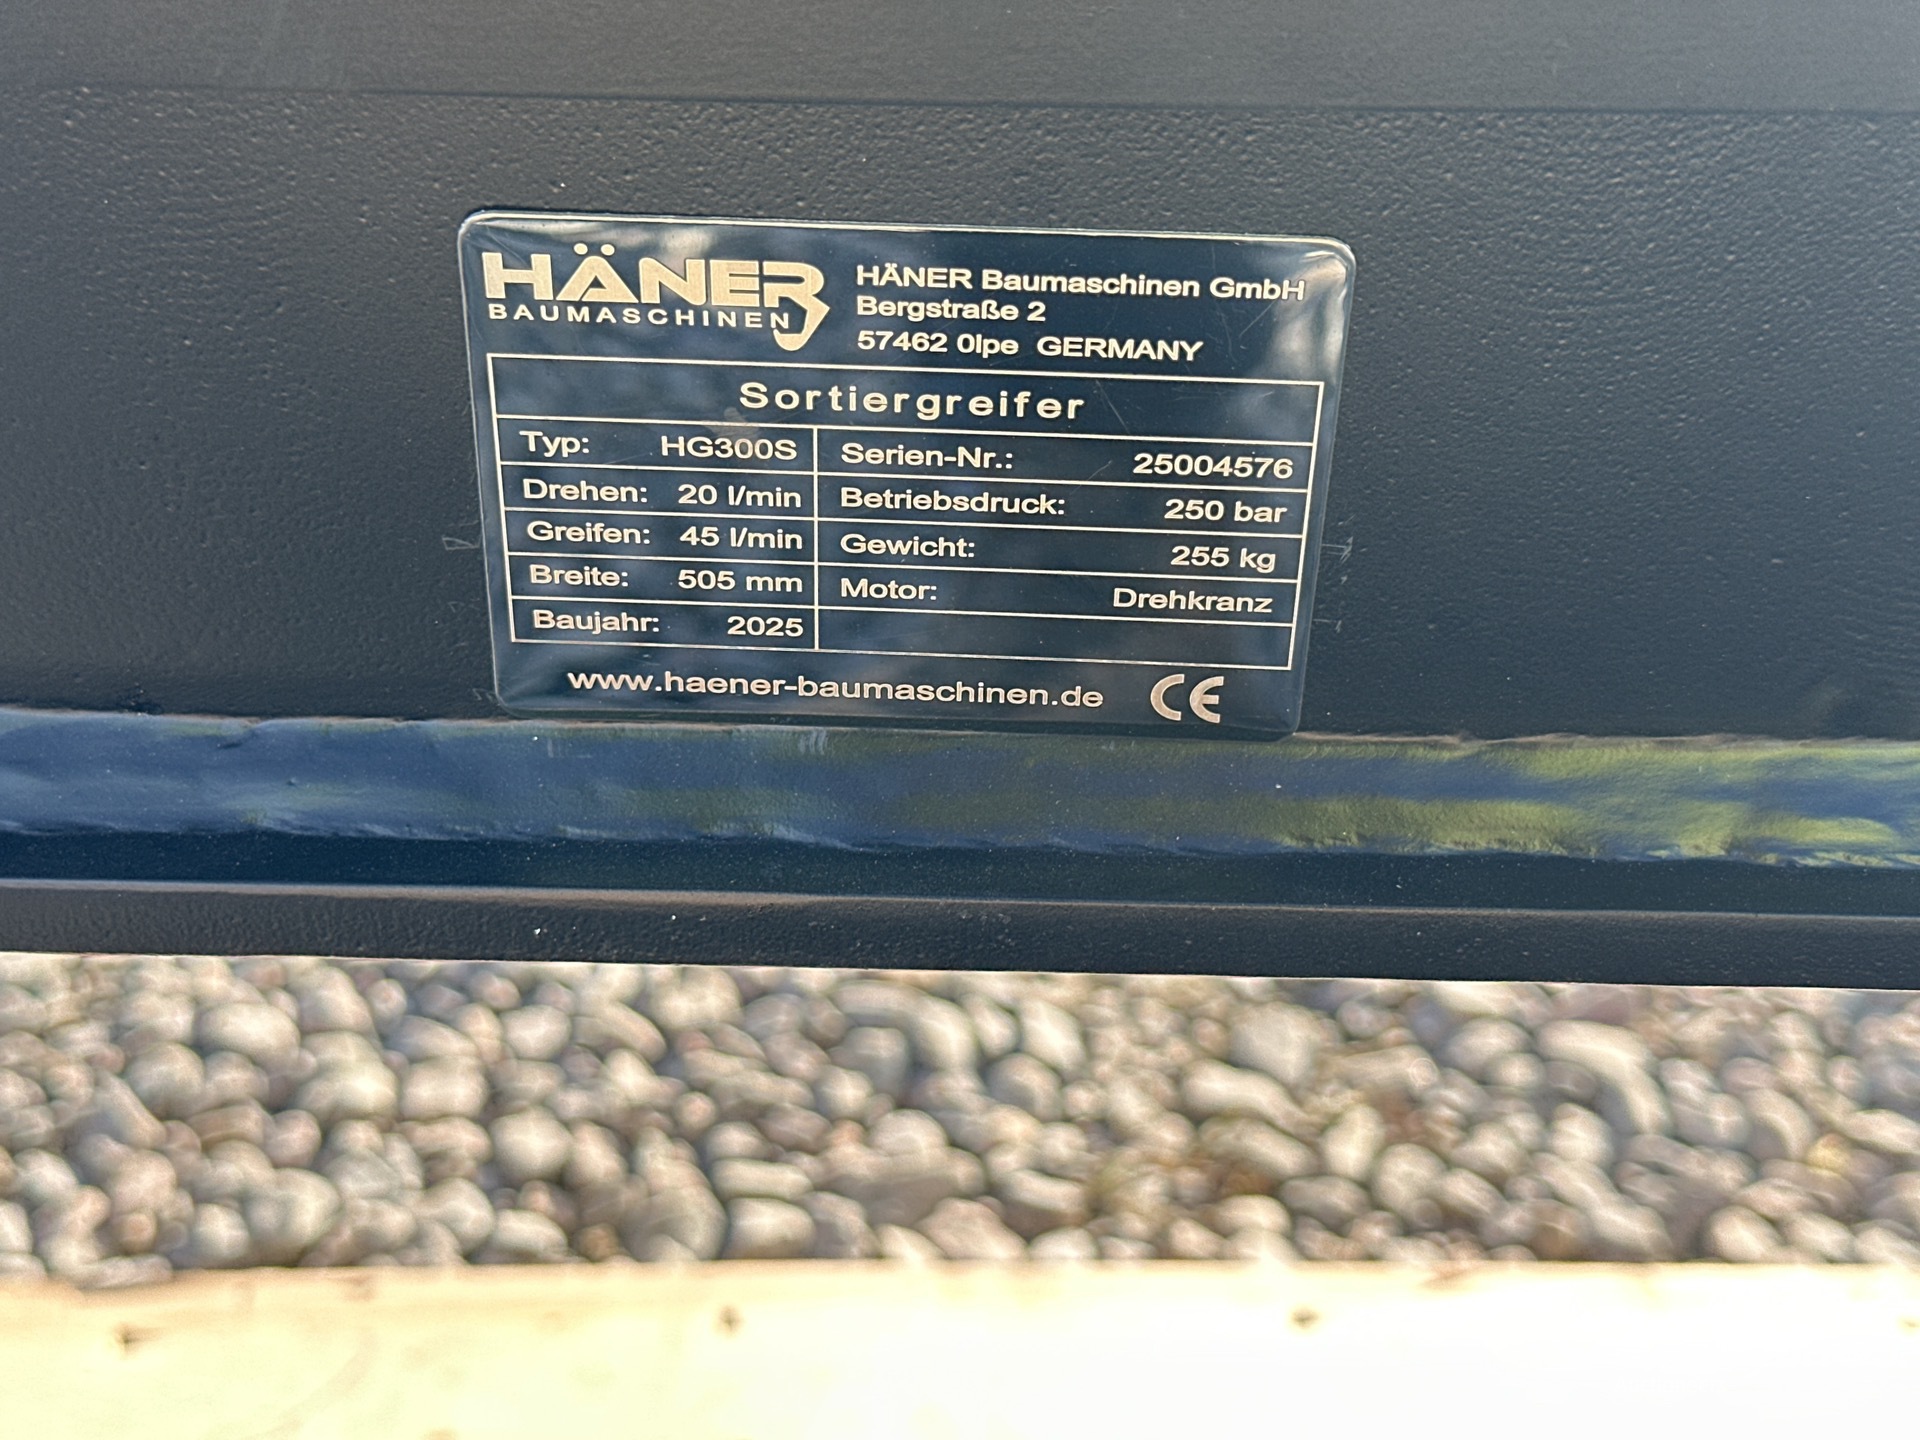 HÄNER
BAUMASCHINEN
HÄNER Baumaschinen GmbH
Bergstraße 2
57462 Olpe GERMANY
Sortiergreifer
Typ: HG300S Serien-Nr.: 25004576
Drehen: 20 l/min Betriebsdruck: 250 bar
Greifen: 45 l/min Gewicht: 255 kg
Breite: 505 mm Motor: Drehkranz
Baujahr: 2025
www.haener-baumaschinen.de CE